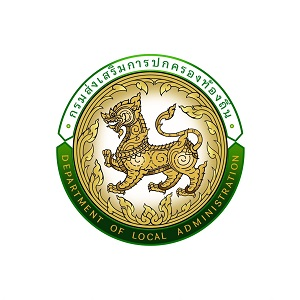 • กรมส่งเสริมการปกครองท้องถิ่น •
DEPARTMENT OF LOCAL ADMINISTRATION